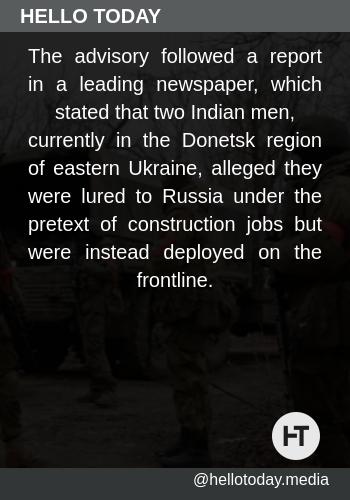 HELLO TODAY
The advisory followed a report
in a leading newspaper, which
stated that two Indian men,
currently in the Donetsk region
of eastern Ukraine, alleged they
were lured to Russia under the
pretext of construction jobs but
were instead deployed on the
frontline.
HT
@hellotoday.media